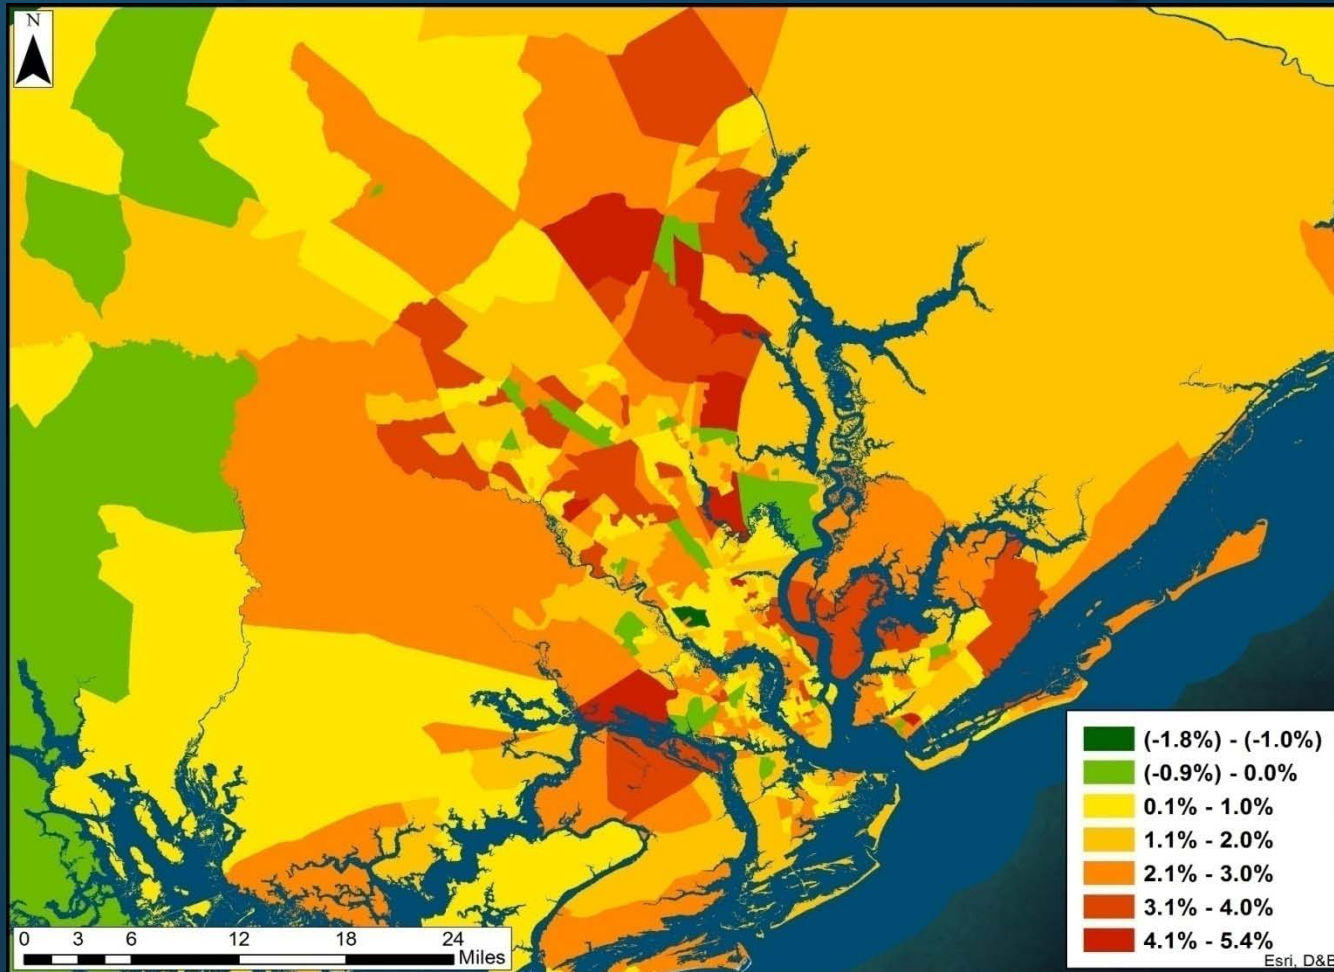 N
(-1.8%) - (-1.0%)
(-0.9%) - 0.0%
0.1% - 1.0%
1.1% - 2.0%
2.1% - 3.0%
3.1% - 4.0%
4.1% - 5.4%
0 3 6 12 18 24
Miles
Esri, D&E